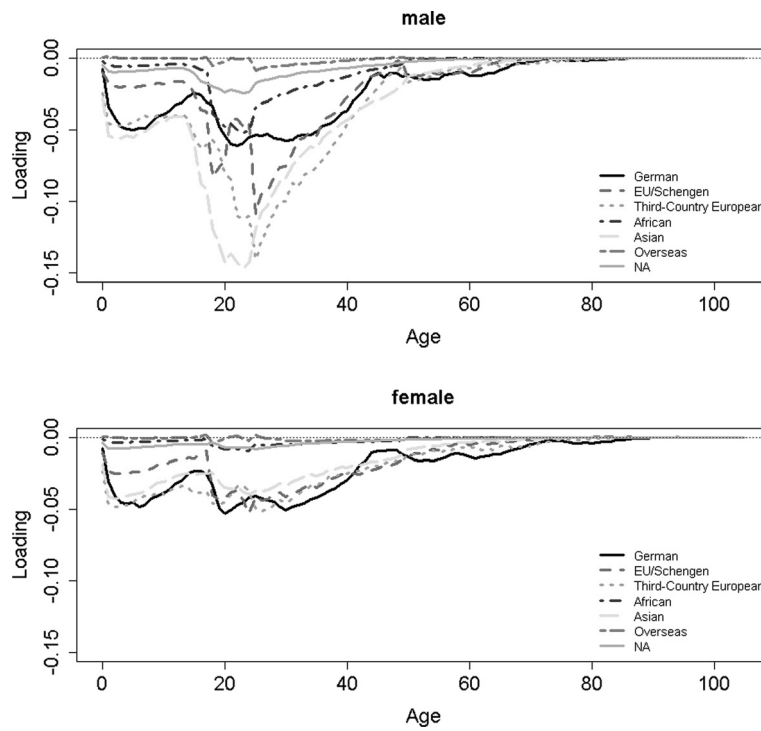 male
0.00
-0.05
-0.10
-0.15
Loading
German
EU/Schengen
Third-Country European
African
Asian
Overseas
NA
0 20 40 60 80 100
Age
female
0.00
-0.05
-0.10
-0.15
Loading
German
EU/Schengen
Third-Country European
African
Asian
Overseas
NA
0 20 40 60 80 100
Age